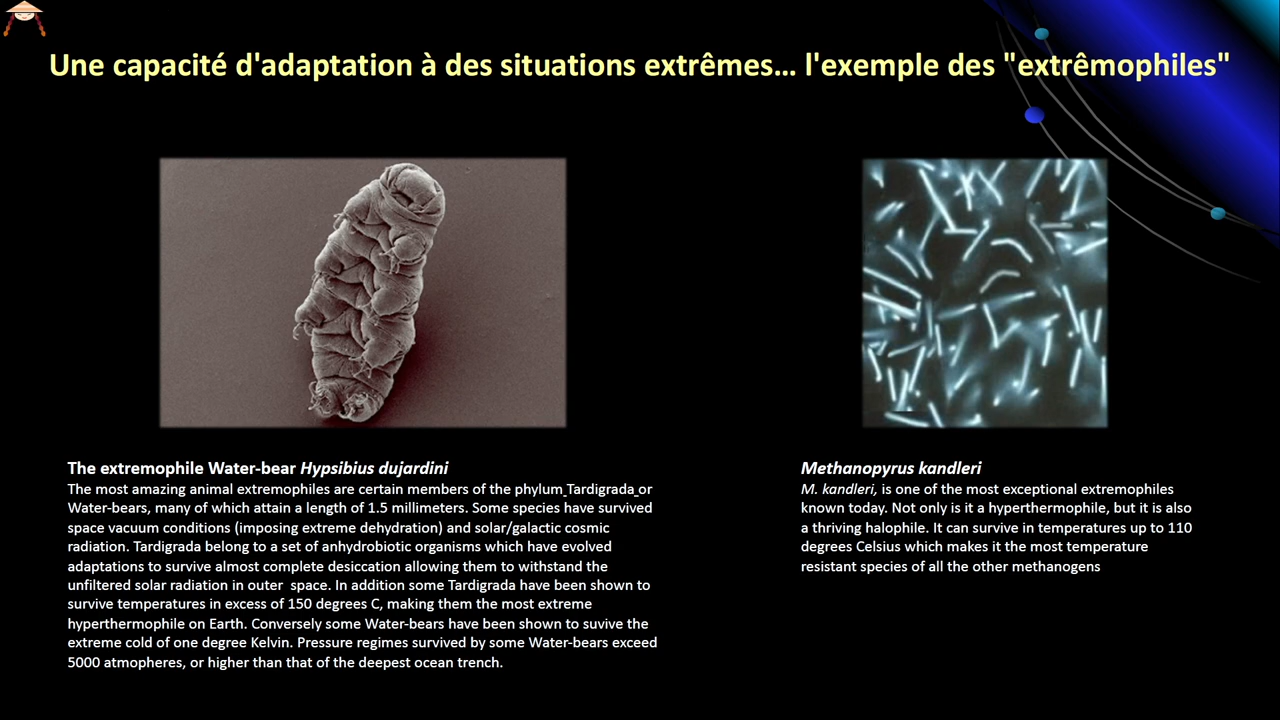 Une capacité d'adaptation à des situations extrêmes... l'exemple des "extrêmophiles"
The extremophile Water-bear Hypsibius dujardini
The most amazing animal extremophiles are certain members of the phylum Tardigrada or
Water-bears, many of which attain a length of 1.5 millimeters. Some species have survived
space vacuum conditions (imposing extreme dehydration) and solar/galactic cosmic
radiation. Tardigrada belong to a set of anhydrobiotic organisms which have evolved
adaptations to survive almost complete desiccation allowing them to withstand the
unfiltered solar radiation in outer  space. In addition some Tardigrada have been shown to
survive temperatures in excess of 150 degrees C, making them the most extreme
hyperthermophile on Earth. Conversely some Water-bears have been shown to suvive the
extreme cold of one degree Kelvin. Pressure regimes survived by some Water-bears exceed
5000 atmopheres, or higher than that of the deepest ocean trench.
Methanopyrus kandleri
M. kandleri, is one of the most exceptional extremophiles
known today. Not only is it a hyperthermophile, but it is also
a thriving halophile. It can survive in temperatures up to 110
degrees Celsius which makes it the most temperature
resistant species of all the other methanogens